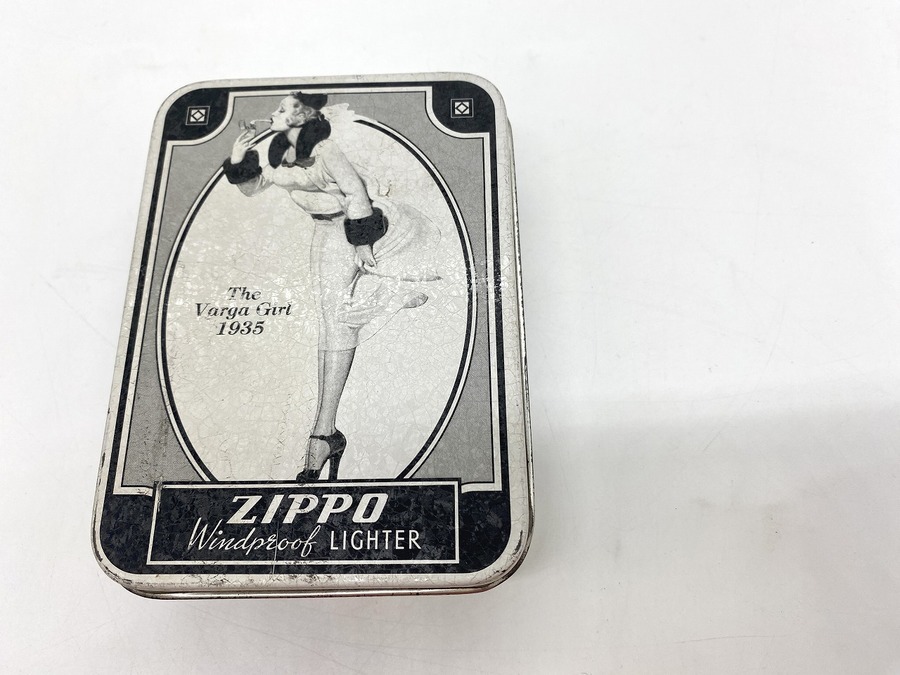 The
Varga Girl
1935
ZIPPO
Windproof LIGHTER